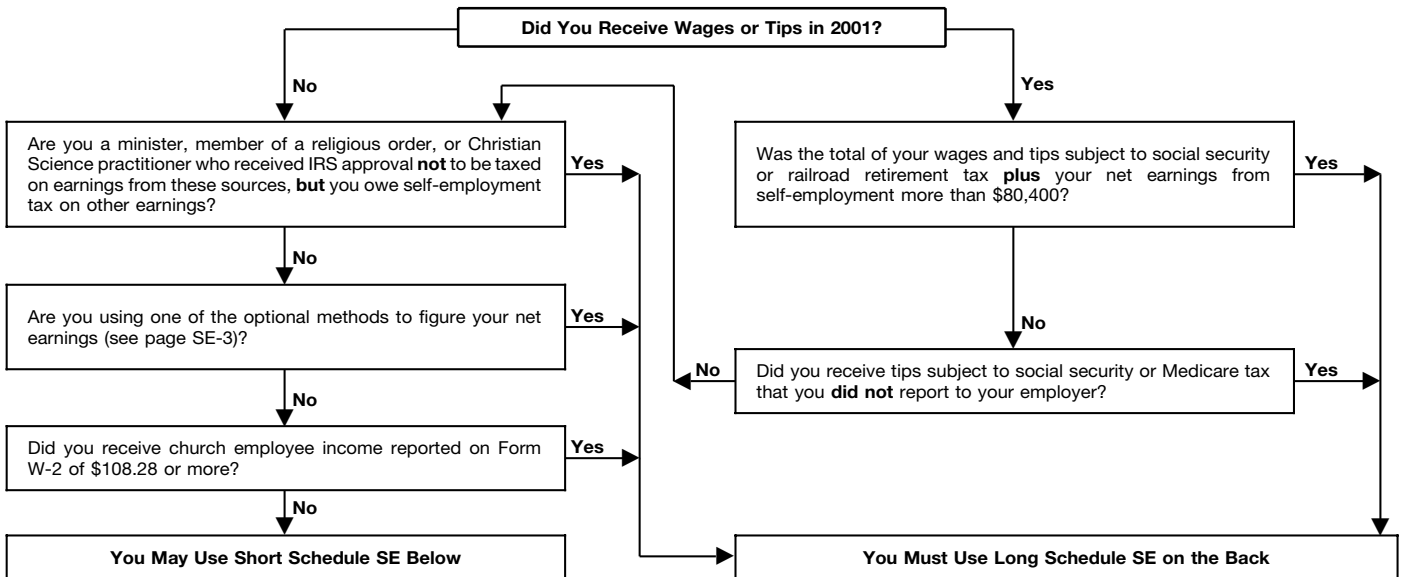 Did You Receive Wages or Tips in 2001?
No
Yes
Are you a minister, member of a religious order, or Christian
Science practitioner who received IRS approval not to be taxed
on earnings from these sources, but you owe self-employment
tax on other earnings?
Yes
Was the total of your wages and tips subject to social security
or railroad retirement tax plus your net earnings from
self-employment more than $80,400?
Yes
No
Are you using one of the optional methods to figure your net
earnings (see page SE-3)?
Yes
No
No
Did you receive tips subject to social security or Medicare tax
that you did not report to your employer?
Yes
No
Did you receive church employee income reported on Form
W-2 of $108.28 or more?
Yes
No
You May Use Short Schedule SE Below
You Must Use Long Schedule SE on the Back